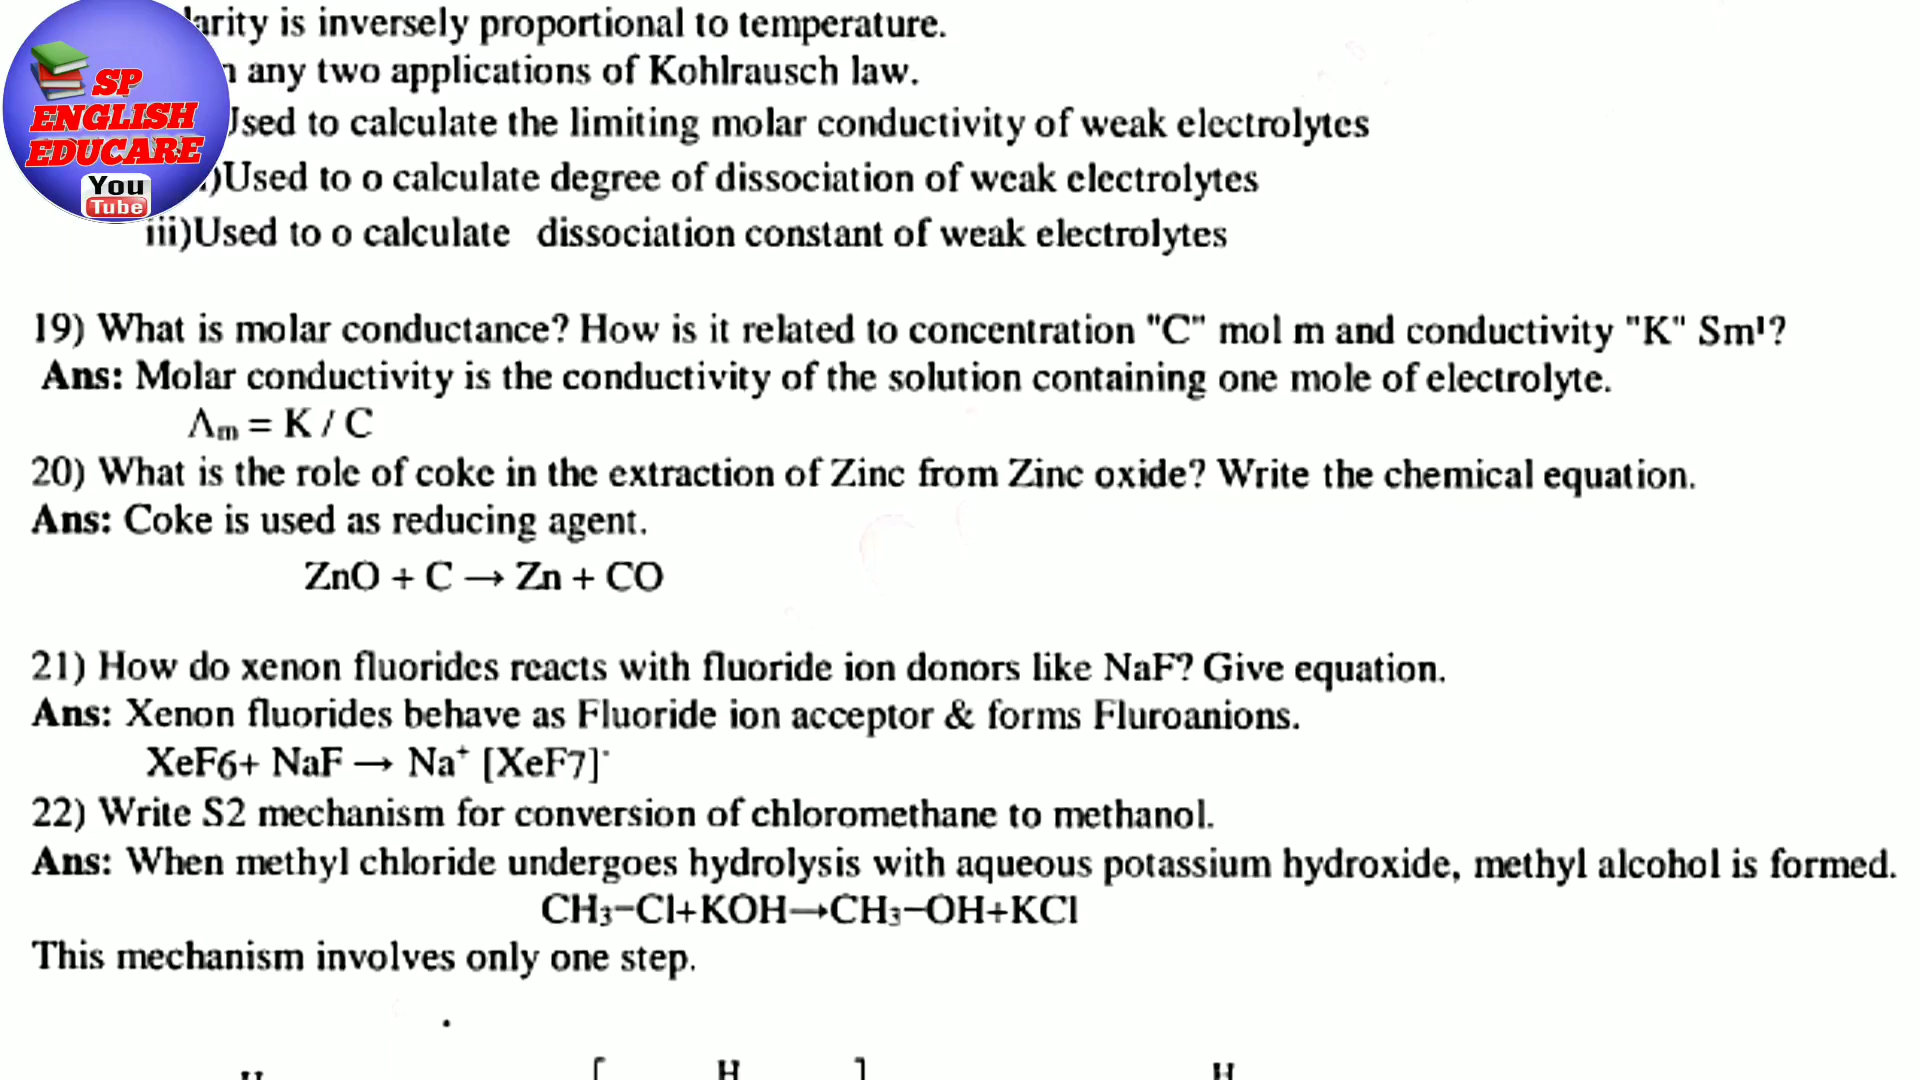 larity is inversely proportional to temperature.
any two applications of Kohlrausch law.
SP
ENGLISH
EDUCARE
You
Tube
Used to calculate the limiting molar conductivity of weak electrolytes
)Used to o calculate degree of dissociation of weak electrolytes
iii)Used to o calculate dissociation constant of weak electrolytes
19) What is molar conductance? How is it related to concentration "C" mol m and conductivity "K" Sm¹?
Ans: Molar conductivity is the conductivity of the solution containing one mole of electrolyte.
Λm = K / C
20) What is the role of coke in the extraction of Zinc from Zinc oxide? Write the chemical equation.
Ans: Coke is used as reducing agent.
ZnO + C → Zn + CO
21) How do xenon fluorides reacts with fluoride ion donors like NaF? Give equation.
Ans: Xenon fluorides behave as Fluoride ion acceptor & forms Fluroanions.
XeF6+ NaF → Na⁺ [XeF7]⁻
22) Write S2 mechanism for conversion of chloromethane to methanol.
Ans: When methyl chloride undergoes hydrolysis with aqueous potassium hydroxide, methyl alcohol is formed.
CH₃−Cl+KOH→CH₃−OH+KCl
This mechanism involves only one step.
H [ H ] H